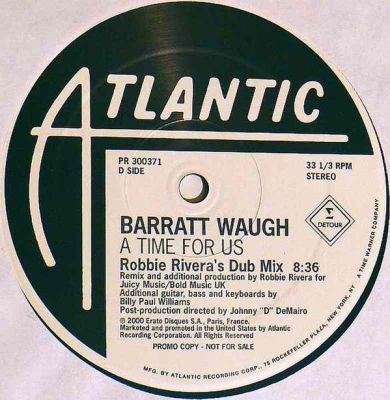 ATLANTIC
PR 300371
D SIDE
33 1/3 RPM
STEREO
DETOUR
BARRATT WAUGH
A TIME FOR US
Robbie Rivera's Dub Mix 8:36
Remix and additional production by Robbie Rivera for
Juicy Music/Bold Music UK
Additional guitar, bass and keyboards by
Billy Paul Williams
Post-production directed by Johnny "D" DeMairo
℗ © 2000 Erato Disques S.A., Paris, France.
Marketed and promoted in the United States by Atlantic
Recording Corporation. All Rights Reserved
PROMO COPY - NOT FOR SALE
MFG. BY ATLANTIC RECORDING CORP., 75 ROCKEFELLER PLAZA, NEW YORK, NY
A TIME WARNER COMPANY